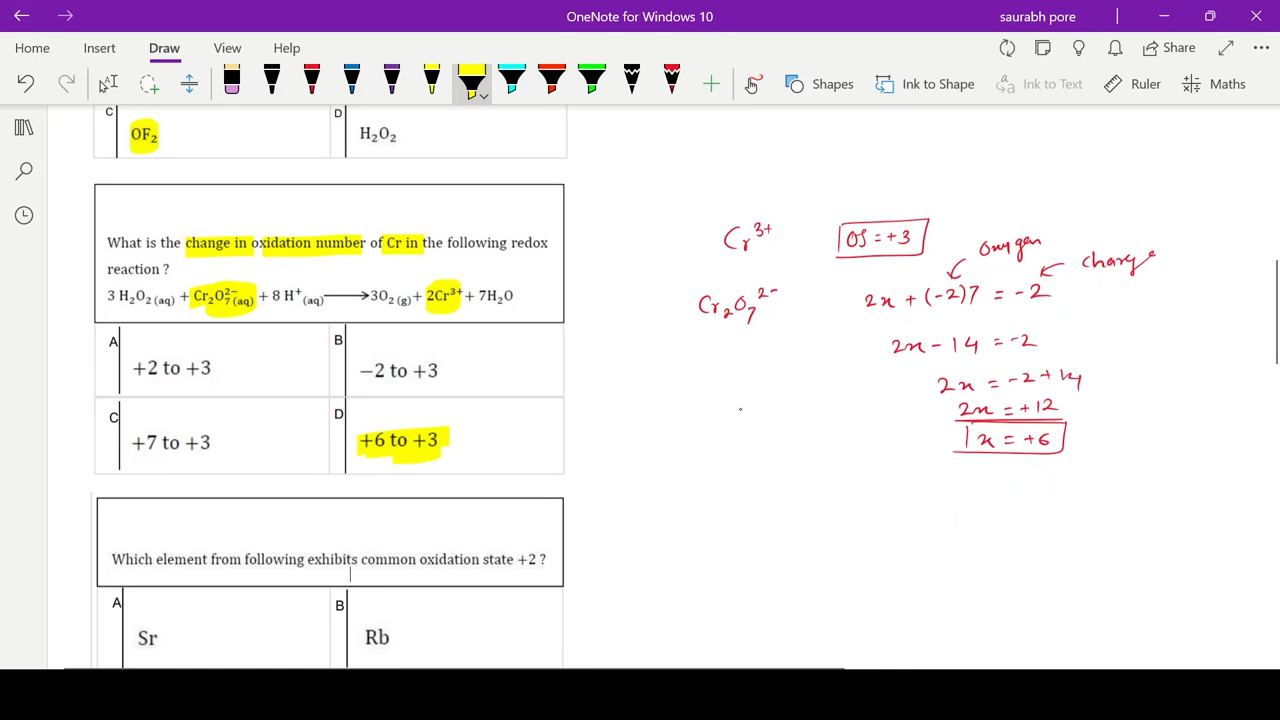 OneNote for Windows 10
saurabh pore
Home Insert Draw View Help
Share
Shapes
Ink to Shape
Ink to Text
Ruler
Maths
C
OF₂
D
H₂O₂
What is the change in oxidation number of Cr in the following redox
reaction ?
3 H₂O₂ (aq) + Cr₂O₇²⁻ (aq) + 8 H⁺ (aq) ⟶ 3O₂ (g) + 2Cr³⁺ + 7H₂O
A
+2 to +3
B
−2 to +3
C
+7 to +3
D
+6 to +3
Which element from following exhibits common oxidation state +2 ?
A
Sr
B
Rb
Cr³⁺ OS = +3
oxygen
charge
Cr₂O₇²⁻ 2x + (-2)7 = -2
2x - 14 = -2
2x = -2 + 14
2x = +12
x = +6